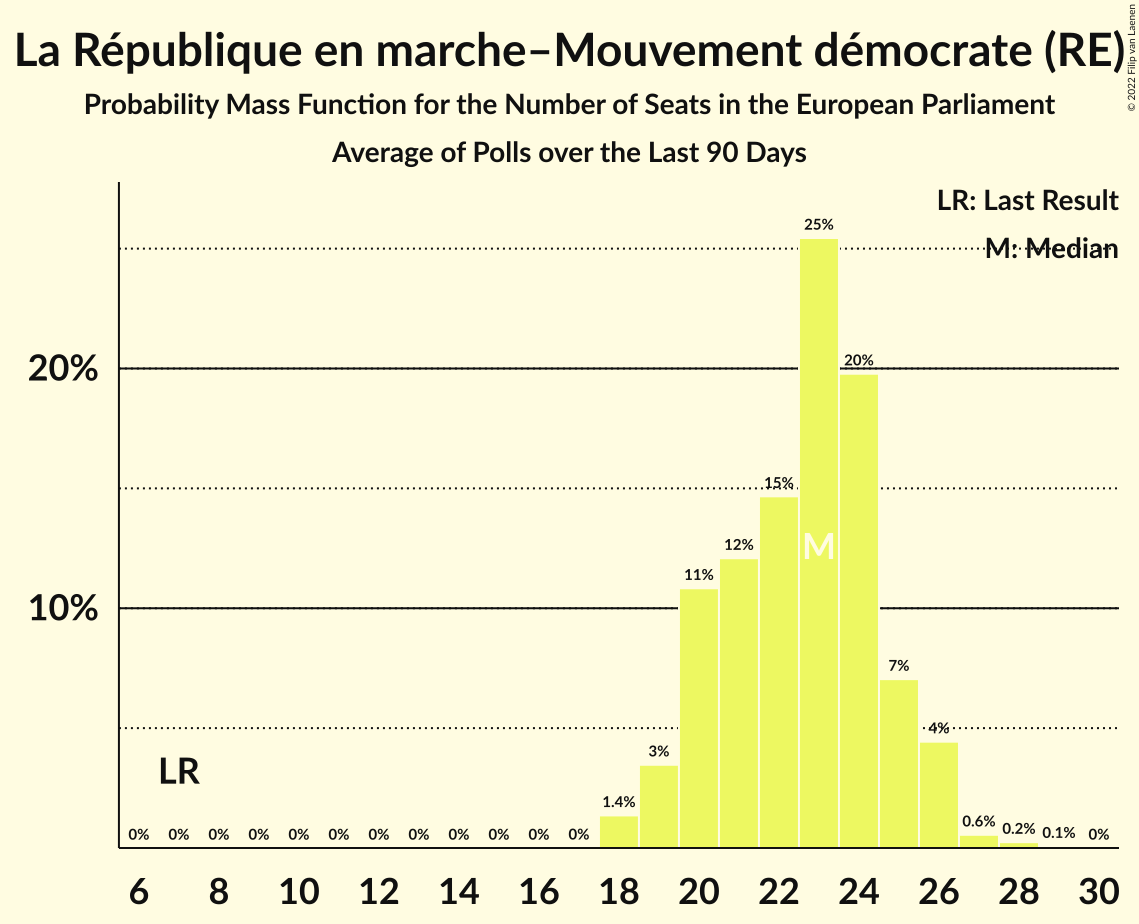 La République en marche–Mouvement démocrate (RE)
Probability Mass Function for the Number of Seats in the European Parliament
Average of Polls over the Last 90 Days
© 2022 Filip van Laenen
LR: Last Result
M: Median
25%
20%
20%
15%
M
12%
11%
10%
7%
4%
3%
LR
1.4%
0.6%
0.2%
0.1%
0% 0% 0% 0% 0% 0% 0% 0% 0% 0% 0% 0% 0%
6 8 10 12 14 16 18 20 22 24 26 28 30